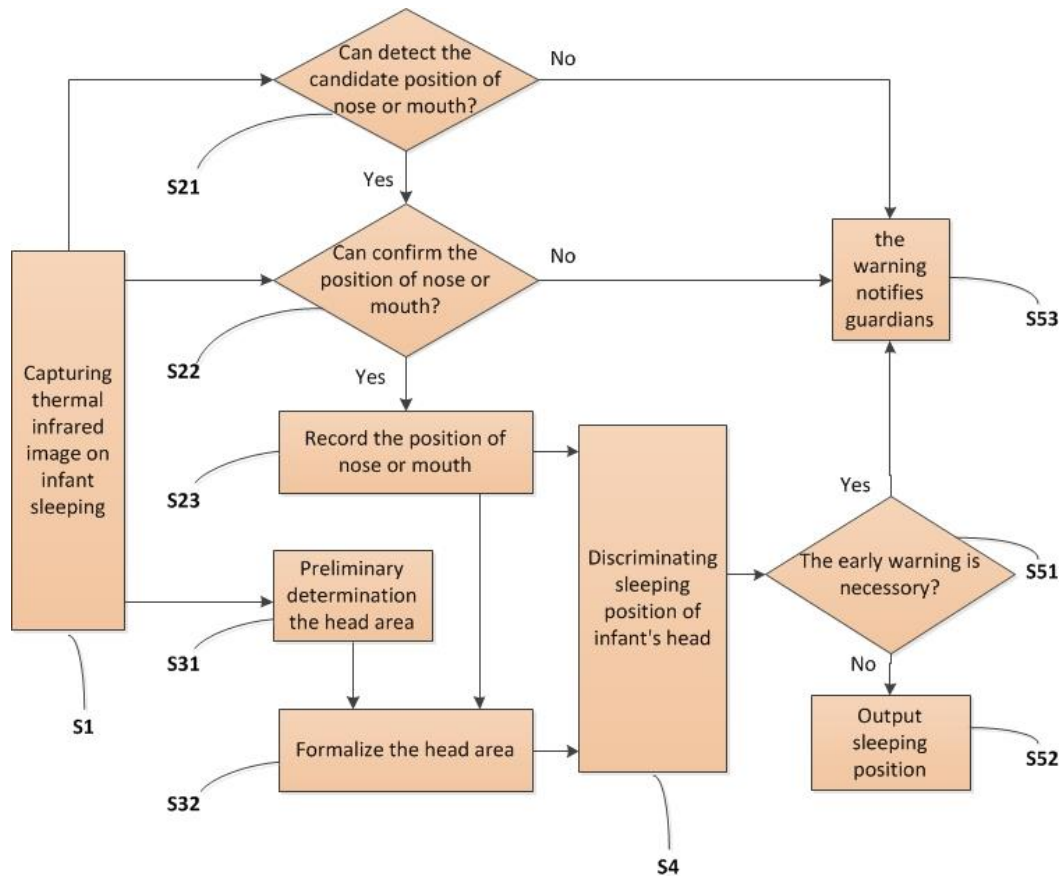 Can detect the
candidate position of
nose or mouth?
No
S21
Yes
Can confirm the
position of nose or
mouth?
No
the
warning
notifies
guardians
S53
S22
Yes
Capturing
thermal
infrared
image on
infant
sleeping
Record the position of
nose or mouth
S23
Yes
Preliminary
determination
the head area
S31
Discriminating
sleeping
position of
infant's head
The early warning is
necessary?
S51
No
S1
Formalize the head area
S32
Output
sleeping
position
S52
S4